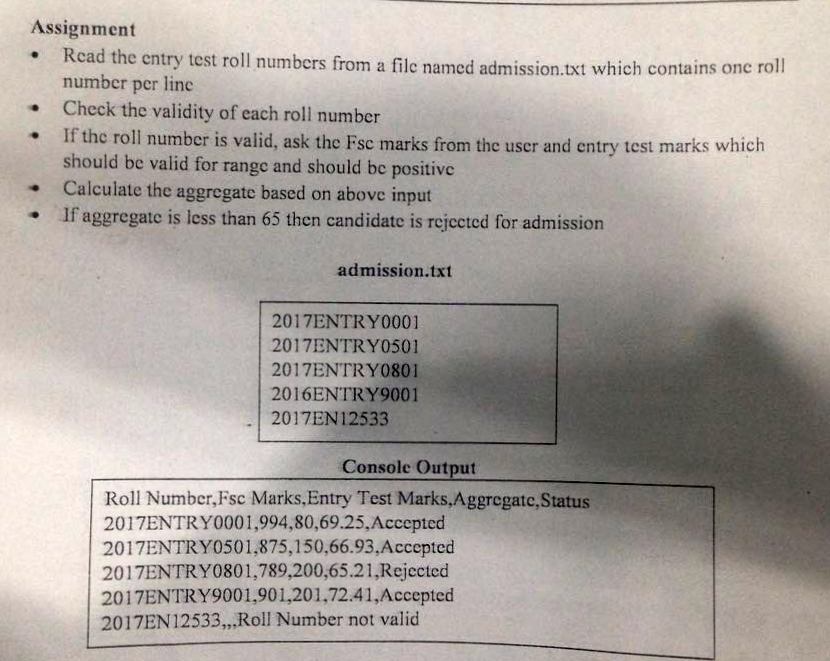 Assignment
• Read the entry test roll numbers from a file named admission.txt which contains one roll
number per line
• Check the validity of each roll number
• If the roll number is valid, ask the Fsc marks from the user and entry test marks which
should be valid for range and should be positive
• Calculate the aggregate based on above input
• If aggregate is less than 65 then candidate is rejected for admission
admission.txt
2017ENTRY0001
2017ENTRY0501
2017ENTRY0801
2016ENTRY9001
2017EN12533
Console Output
Roll Number,Fsc Marks,Entry Test Marks,Aggregate,Status
2017ENTRY0001,994,80,69.25,Accepted
2017ENTRY0501,875,150,66.93,Accepted
2017ENTRY0801,789,200,65.21,Rejected
2017ENTRY9001,901,201,72.41,Accepted
2017EN12533,,,Roll Number not valid